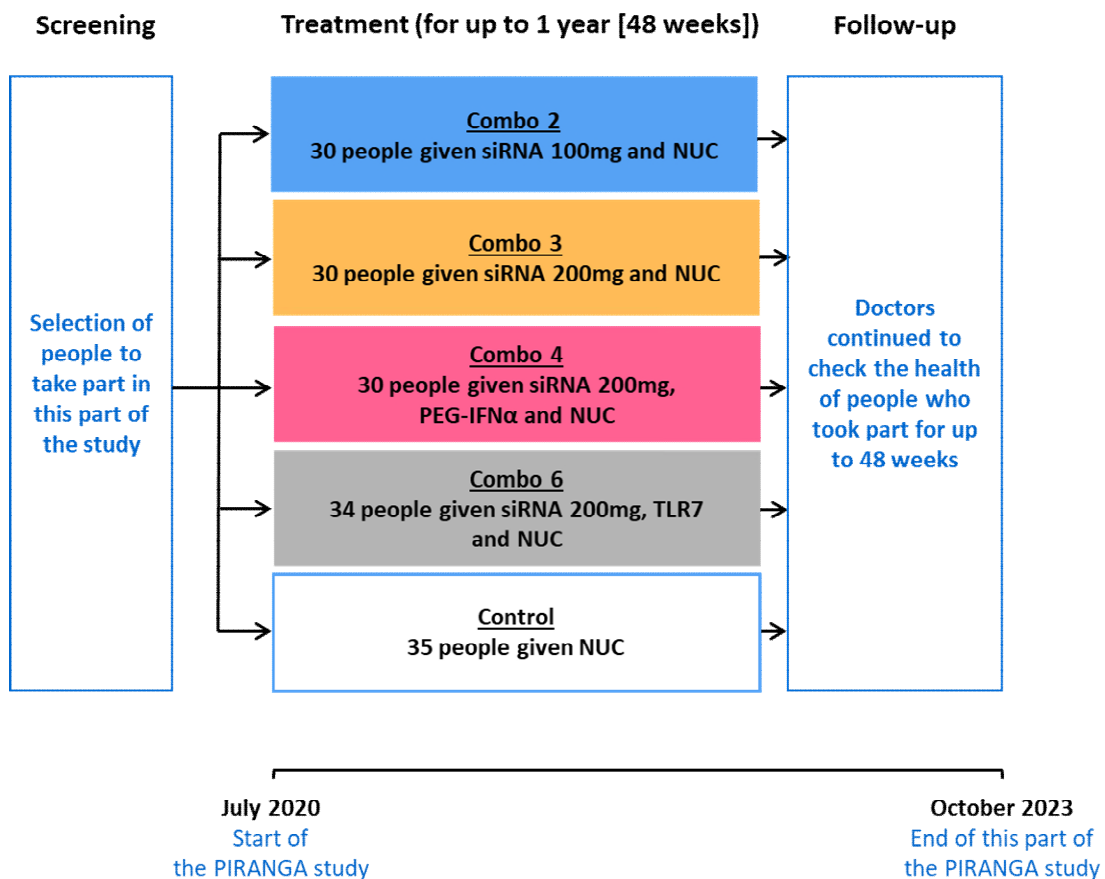 Screening
Treatment (for up to 1 year [48 weeks])
Follow-up
Selection of
people to
take part in
this part of
the study
Combo 2
30 people given siRNA 100mg and NUC
Combo 3
30 people given siRNA 200mg and NUC
Combo 4
30 people given siRNA 200mg,
PEG-IFNα and NUC
Combo 6
34 people given siRNA 200mg, TLR7
and NUC
Control
35 people given NUC
Doctors
continued to
check the health
of people who
took part for up
to 48 weeks
July 2020
Start of
the PIRANGA study
October 2023
End of this part of
the PIRANGA study